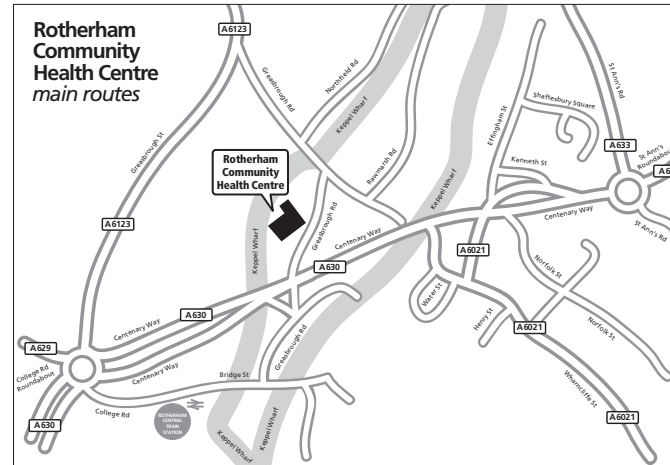 Rotherham
Community
Health Centre
main routes
A6123
Greasbrough Rd
Northfield Rd
Keppel Wharf
St Ann's Rd
Effingham St
Shaftesbury Square
Greasbrough St
Rotherham
Community
Health Centre
Rawmarsh Rd
Keppel Wharf
Kenneth St
A633
St Ann's
Roundabout
A6
A6123
Keppel Wharf
Greasbrough Rd
Centenary Way
Centenary Way
St Ann's Rd
A630
A6021
Norfolk St
Water St
Henry St
Norfolk St
A630
Centenary Way
A6021
A629
College Rd
Roundabout
Centenary Way
Greasbrough Rd
Bridge St
Wharncliffe St
College Rd
A630
ROTHERHAM
CENTRAL
TRAIN
STATION
Keppel Wharf
Keppel Wharf
A6021